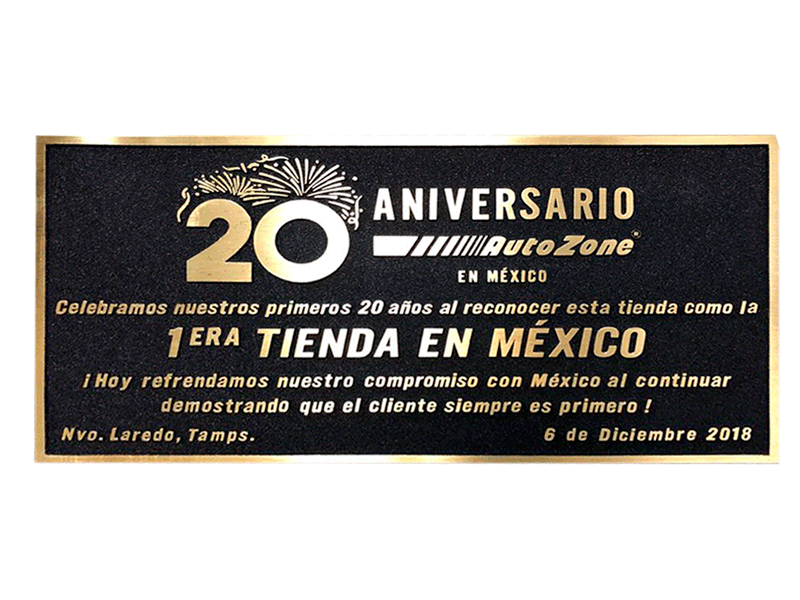 20 ANIVERSARIO
AutoZone®
EN MÉXICO
Celebramos nuestros primeros 20 años al reconocer esta tienda como la
1ERA TIENDA EN MÉXICO
¡Hoy refrendamos nuestro compromiso con México al continuar
demostrando que el cliente siempre es primero!
Nvo. Laredo, Tamps. 6 de Diciembre 2018